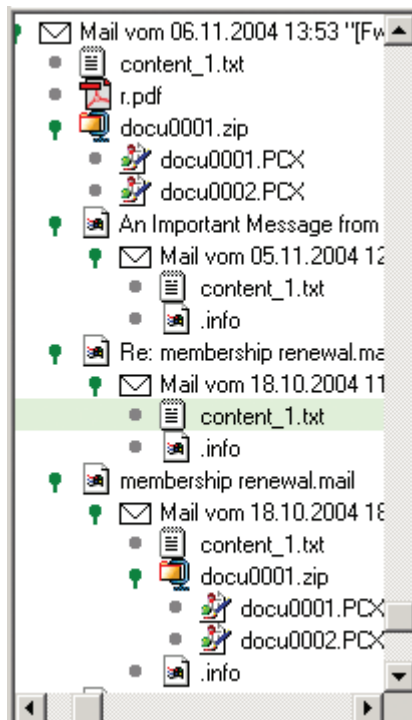 Mail vom 06.11.2004 13:53 "[Fw
content_1.txt
r.pdf
docu0001.zip
docu0001.PCX
docu0002.PCX
An Important Message from
Mail vom 05.11.2004 12
content_1.txt
.info
Re: membership renewal.ma
Mail vom 18.10.2004 11
content_1.txt
.info
membership renewal.mail
Mail vom 18.10.2004 18
content_1.txt
docu0001.zip
docu0001.PCX
docu0002.PCX
.info